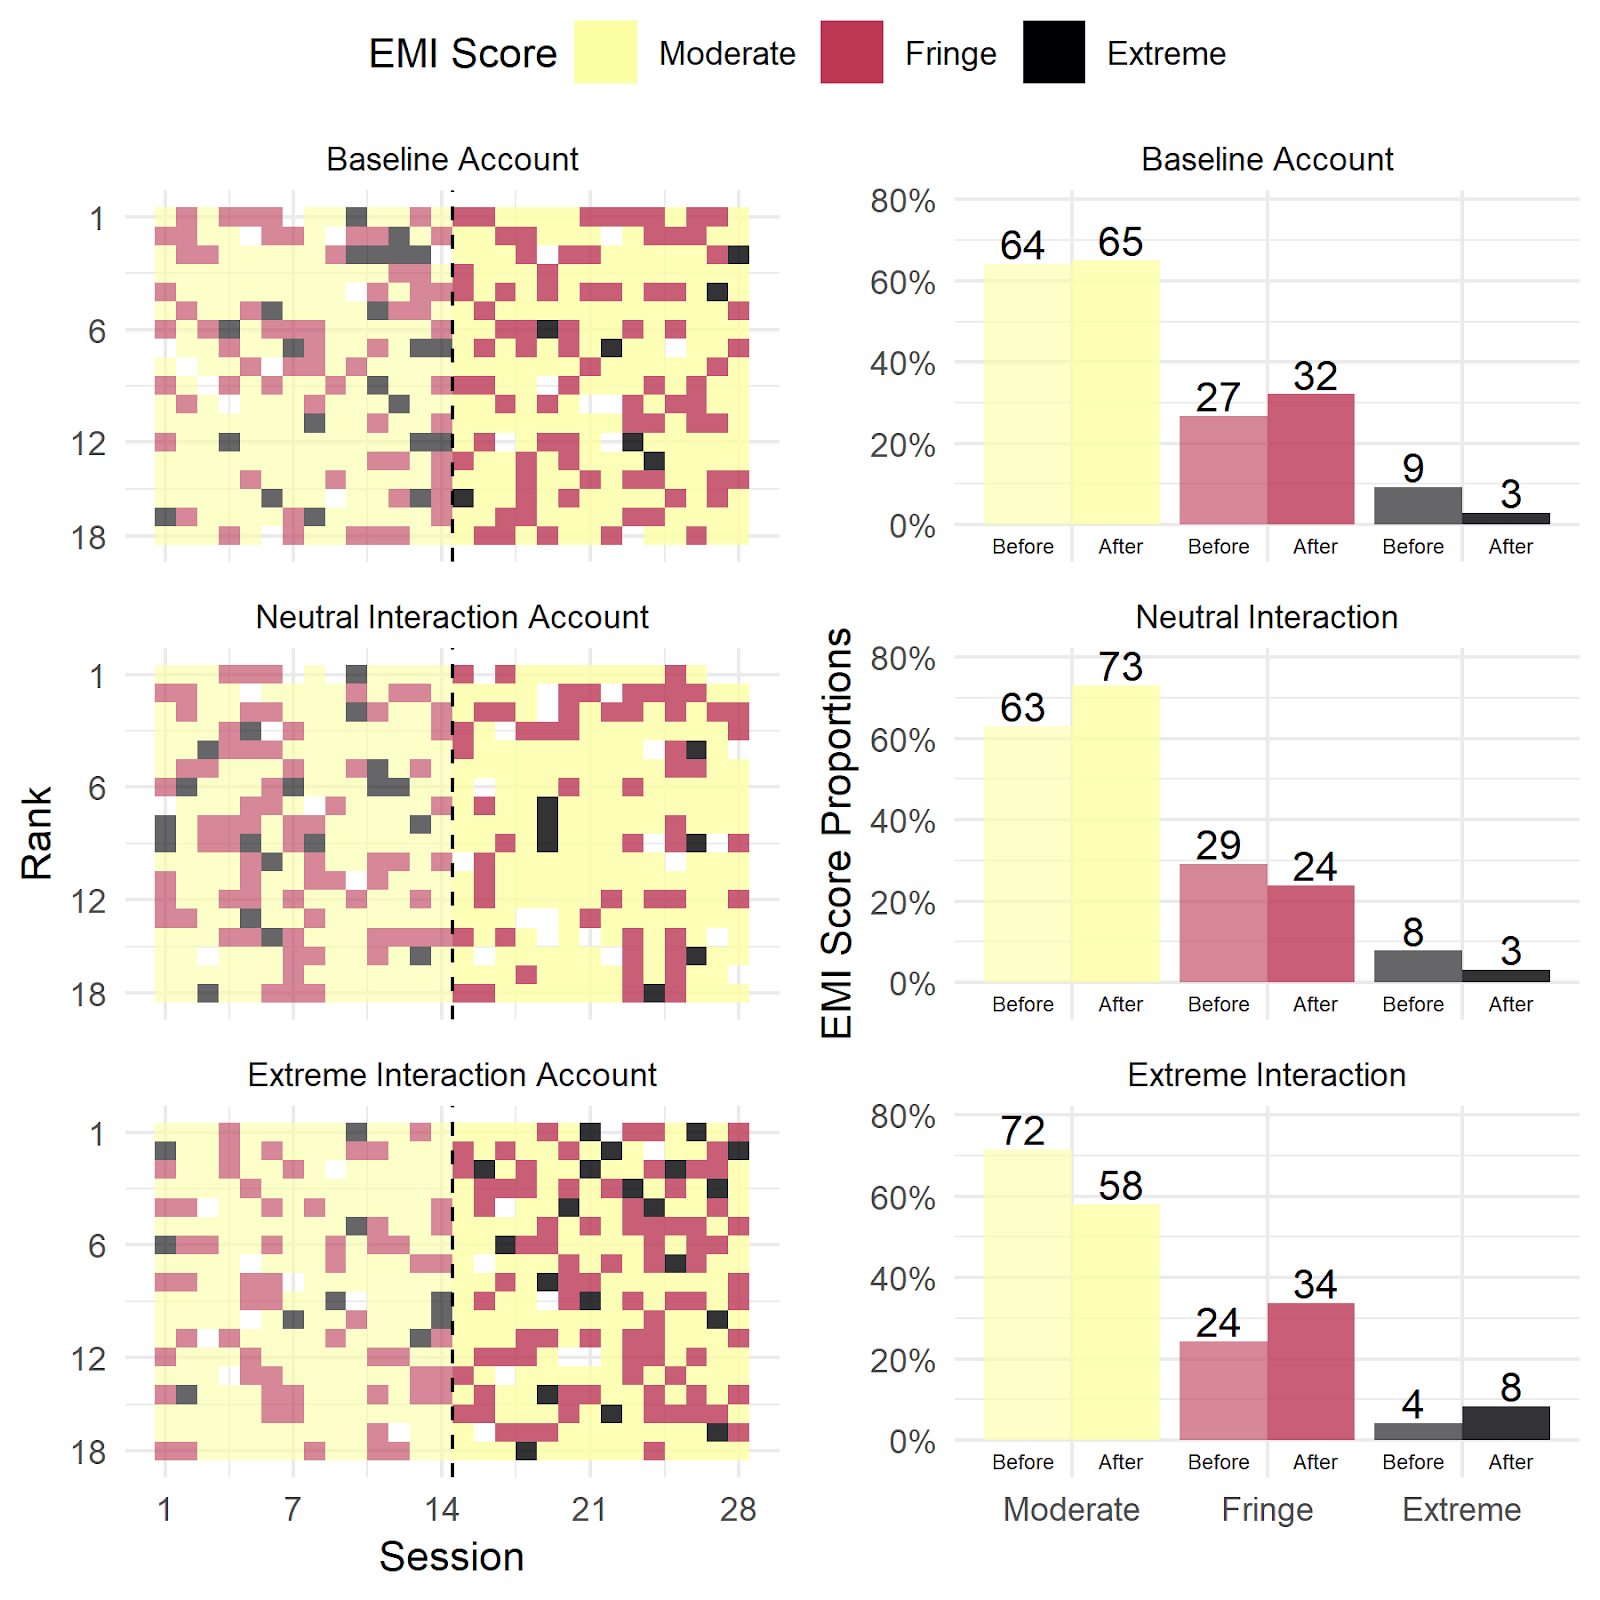 EMI Score Moderate Fringe Extreme
Baseline Account
1
6
12
18
Baseline Account
80%
60%
40%
20%
0%
64 65 27 32 9 3
Before After Before After Before After
Neutral Interaction Account
1
6
12
18
Neutral Interaction
80%
60%
40%
20%
0%
63 73 29 24 8 3
Before After Before After Before After
Rank
EMI Score Proportions
Extreme Interaction Account
1
6
12
18
1 7 14 21 28
Session
Extreme Interaction
80%
60%
40%
20%
0%
72 58 24 34 4 8
Before After Before After Before After
Moderate Fringe Extreme